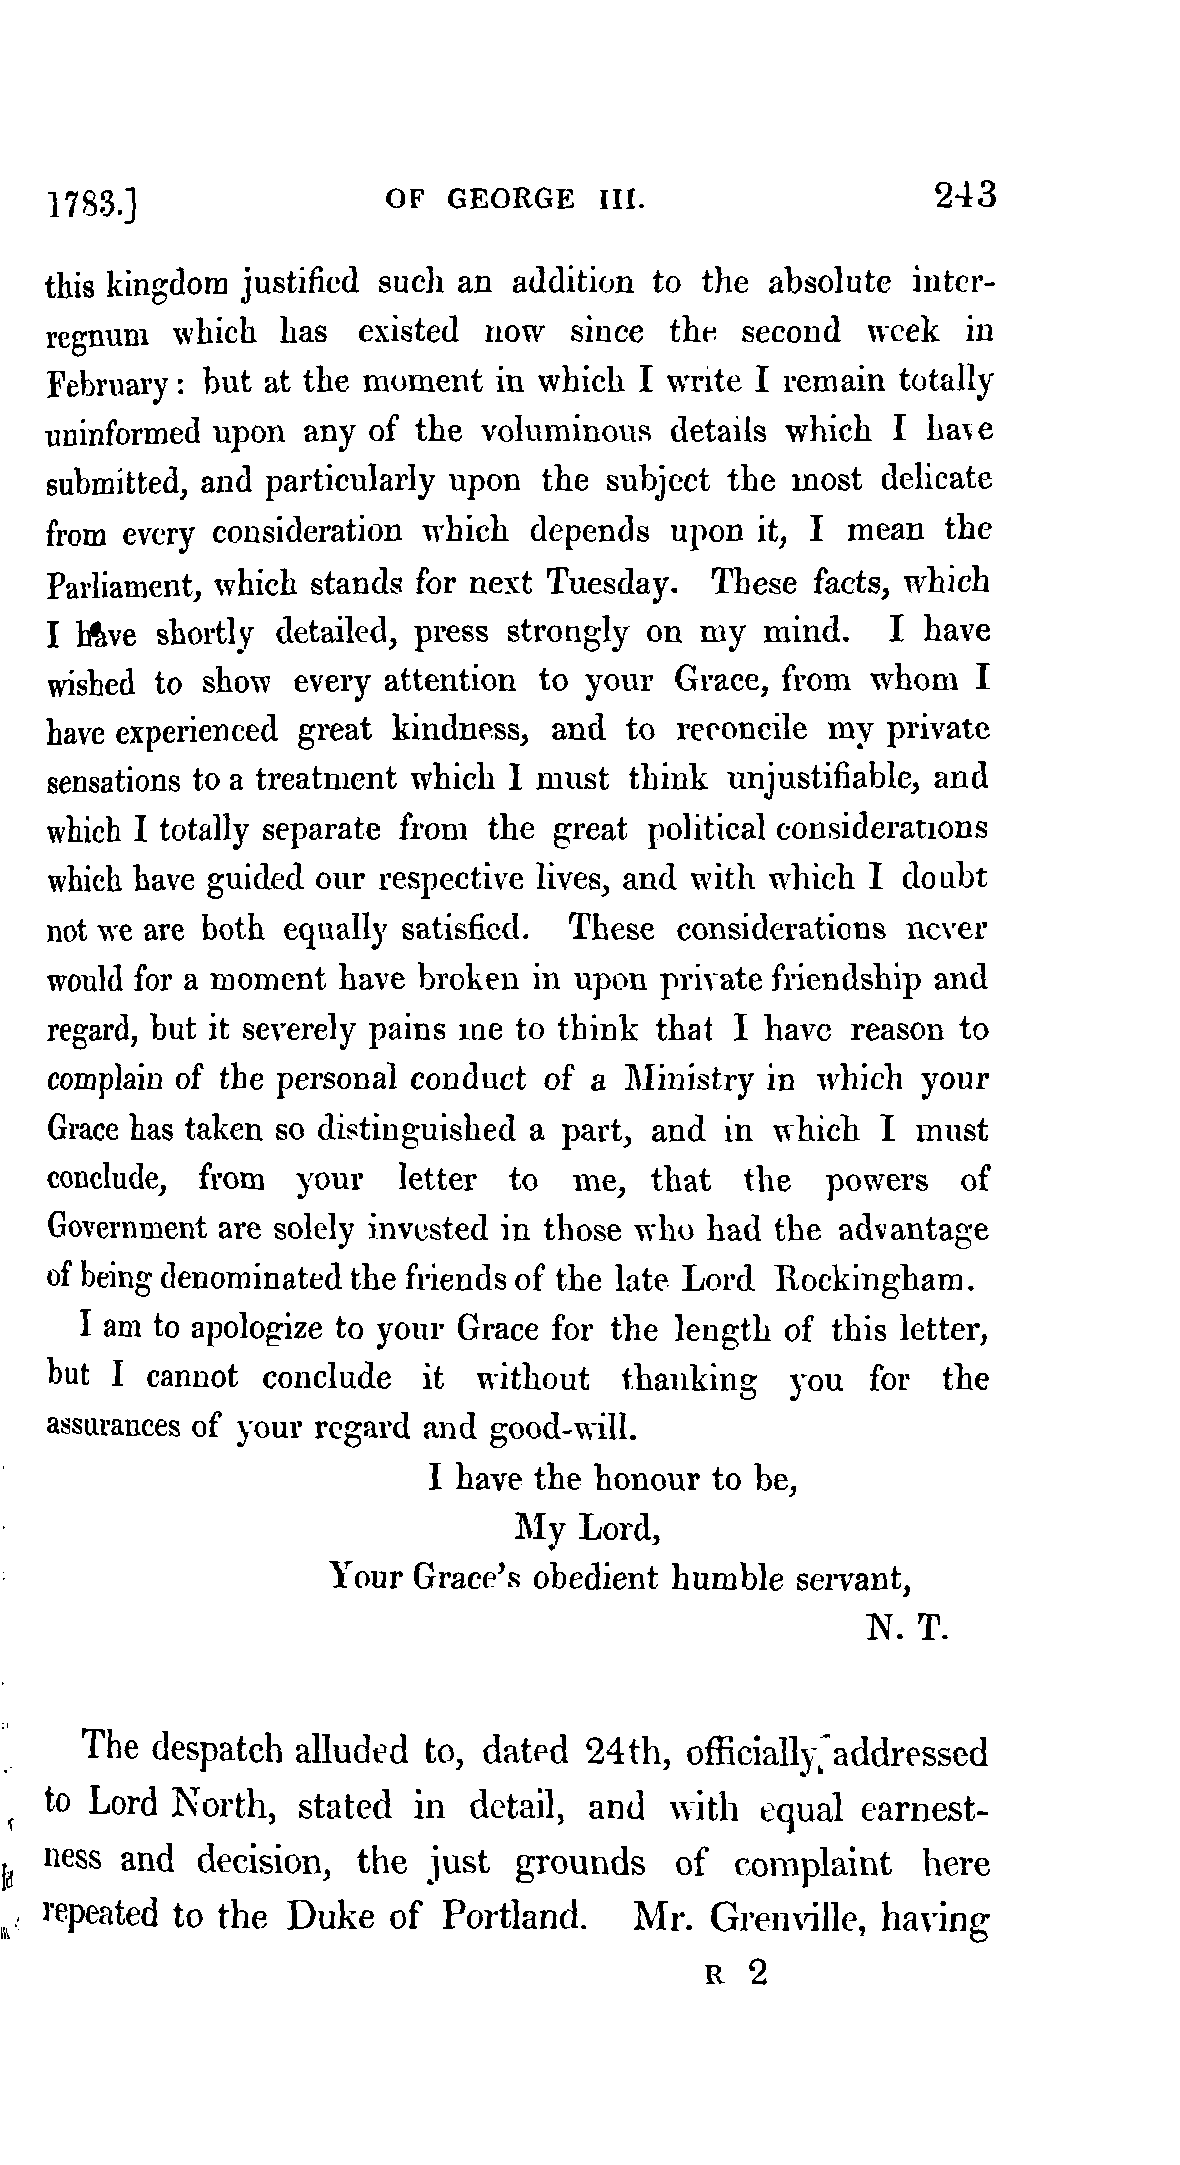 1783.] OF GEORGE III. 243
this kingdom justified such an addition to the absolute inter-
regnum which has existed now since the second week in
February: but at the moment in which I write I remain totally
uninformed upon any of the voluminous details which I have
submitted, and particularly upon the subject the most delicate
from every consideration which depends upon it, I mean the
Parliament, which stands for next Tuesday. These facts, which
I have shortly detailed, press strongly on my mind. I have
wished to show every attention to your Grace, from whom I
have experienced great kindness, and to reconcile my private
sensations to a treatment which I must think unjustifiable, and
which I totally separate from the great political considerations
which have guided our respective lives, and with which I doubt
not we are both equally satisfied. These considerations never
would for a moment have broken in upon private friendship and
regard, but it severely pains me to think that I have reason to
complain of the personal conduct of a Ministry in which your
Grace has taken so distinguished a part, and in which I must
conclude, from your letter to me, that the powers of
Government are solely invested in those who had the advantage
of being denominated the friends of the late Lord Rockingham.
I am to apologize to your Grace for the length of this letter,
but I cannot conclude it without thanking you for the
assurances of your regard and good-will.
I have the honour to be,
My Lord,
Your Grace's obedient humble servant,
N. T.
The despatch alluded to, dated 24th, officially addressed
to Lord North, stated in detail, and with equal earnest-
ness and decision, the just grounds of complaint here
repeated to the Duke of Portland. Mr. Grenville, having
R 2